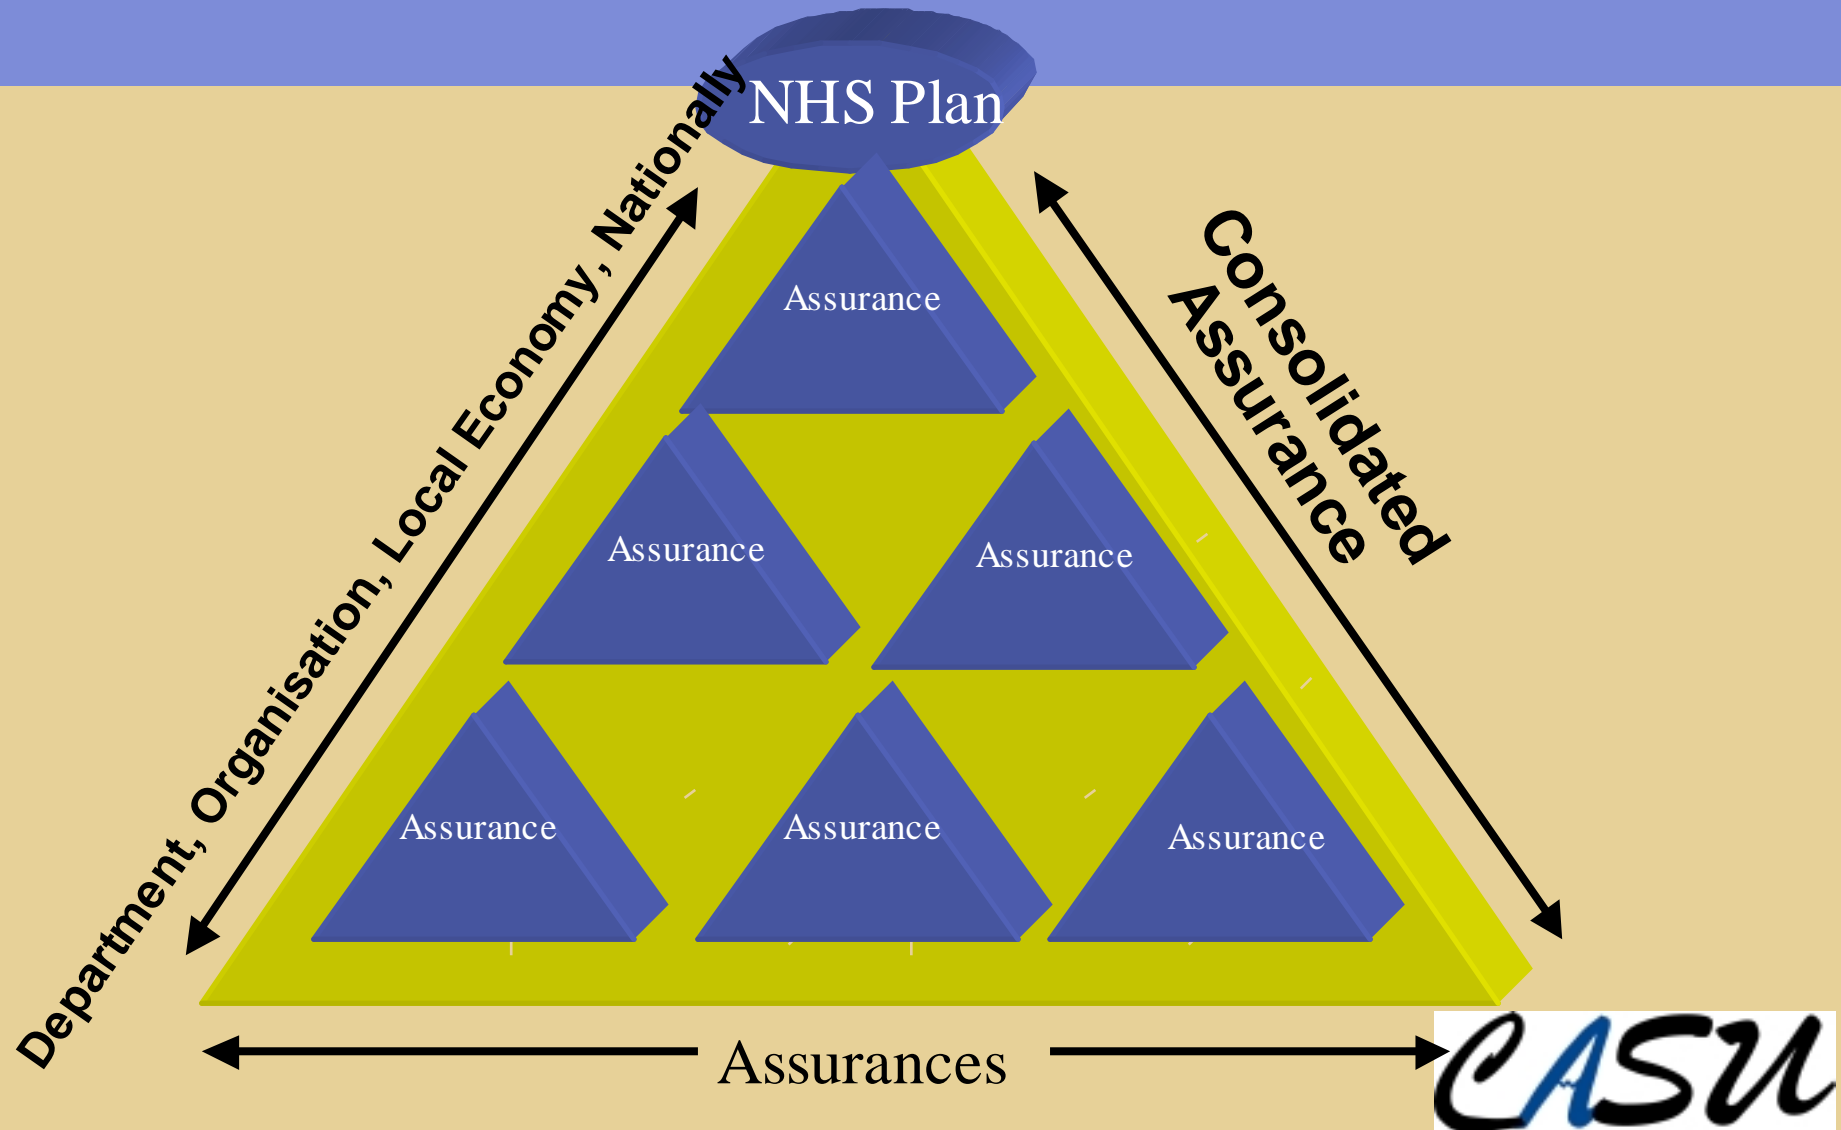 NHS Plan
Department, Organisation, Local Economy, Nationally
Consolidated
Assurance
Assurance
Assurance
Assurance
Assurance
Assurance
Assurance
Assurances
CASU